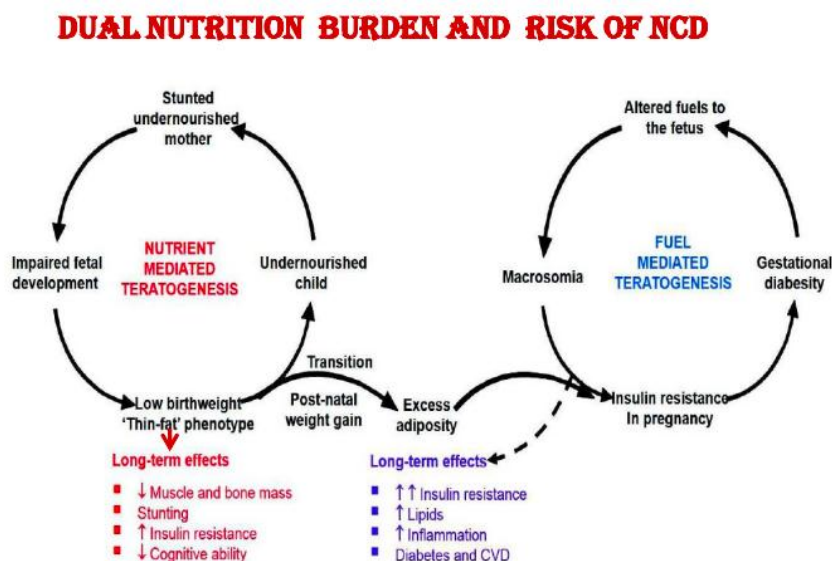 DUAL NUTRITION BURDEN AND RISK OF NCD
Stunted
undernourished
mother
Impaired fetal
development
NUTRIENT
MEDIATED
TERATOGENESIS
Undernourished
child
Low birthweight
'Thin-fat' phenotype
Transition
Post-natal
weight gain
Excess
adiposity
Altered fuels to
the fetus
Macrosomia
FUEL
MEDIATED
TERATOGENESIS
Gestational
diabesity
Insulin resistance
In pregnancy
Long-term effects
▪ ↓ Muscle and bone mass
▪ Stunting
▪ ↑ Insulin resistance
▪ ↓ Cognitive ability
Long-term effects
▪ ↑↑ Insulin resistance
▪ ↑ Lipids
▪ ↑ Inflammation
▪ Diabetes and CVD